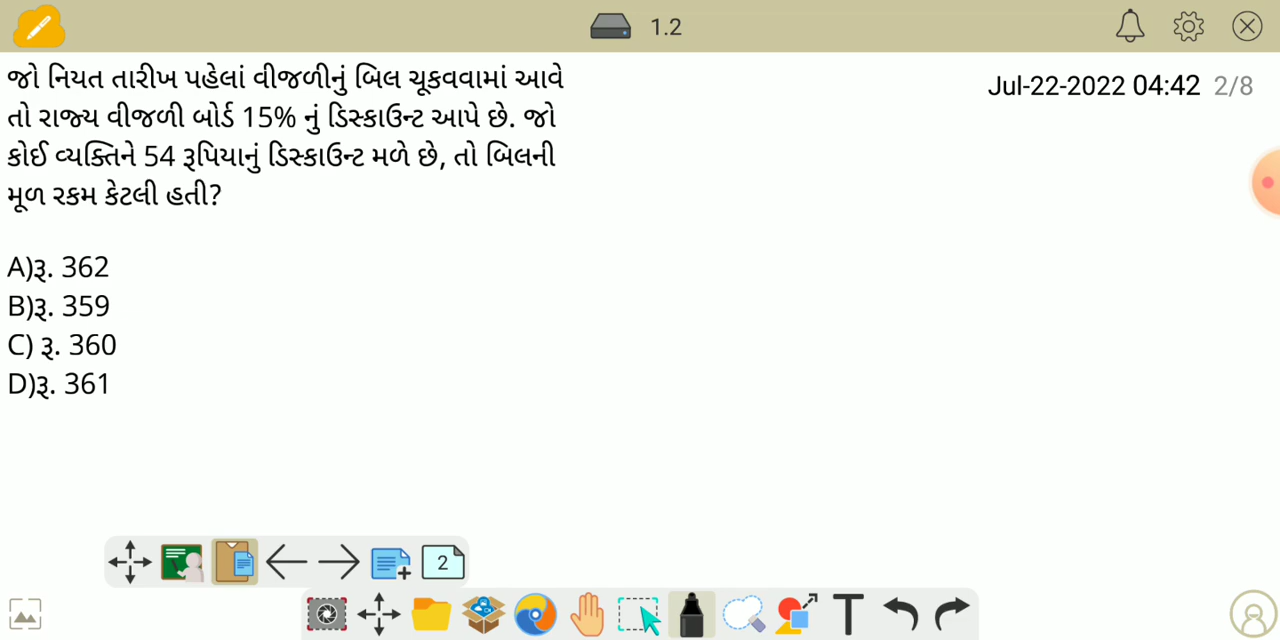 1.2
જો નિયત તારીખ પહેલાં વીજળીનું બિલ ચૂકવવામાં આવે
તો રાજ્ય વીજળી બોર્ડ 15% નું ડિસ્કાઉન્ટ આપે છે. જો
કોઈ વ્યક્તિને 54 રૂપિયાનું ડિસ્કાઉન્ટ મળે છે, તો બિલની
મૂળ રકમ કેટલી હતી?
Jul-22-2022 04:42 2/8
A)રૂ. 362
B)રૂ. 359
C) રૂ. 360
D)રૂ. 361
2
T